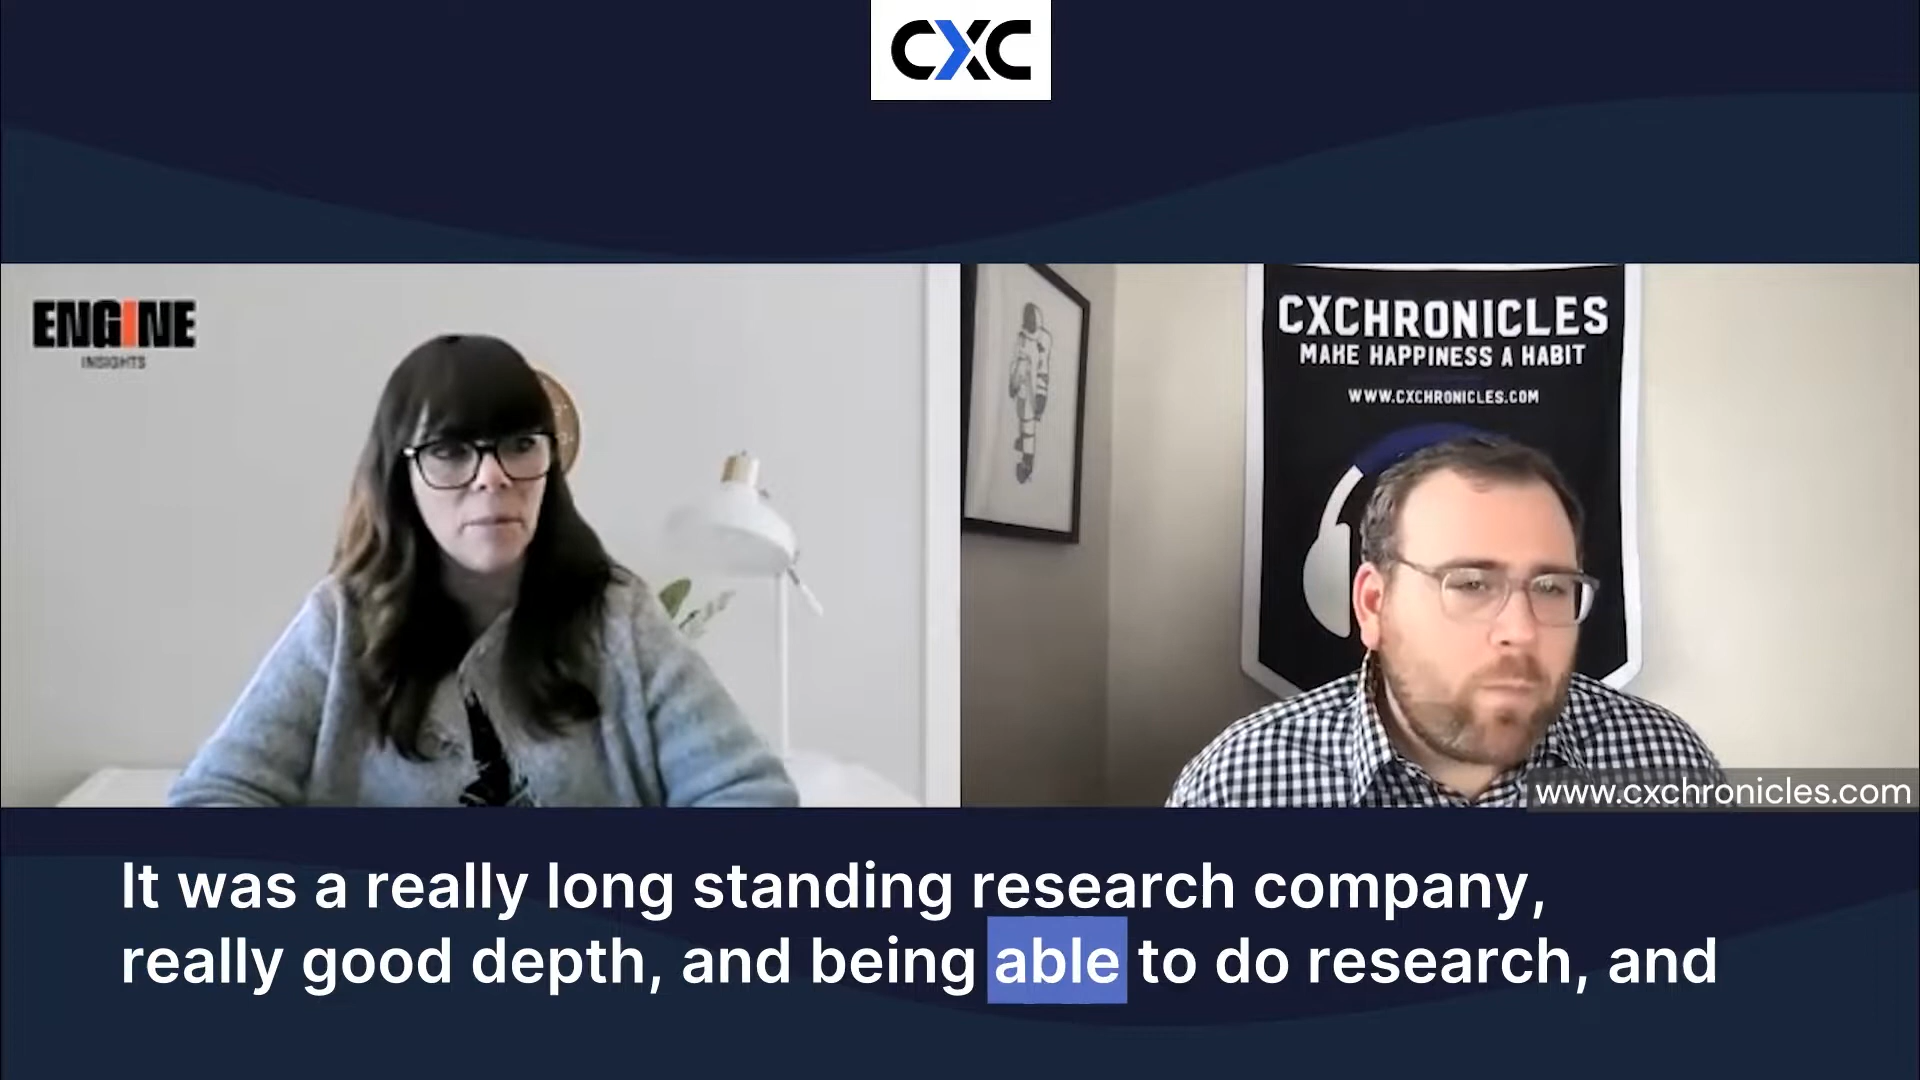 CXC
ENGINE
INSIGHTS
CXCHRONICLES
MAKE HAPPINESS A HABIT
WWW.CXCHRONICLES.COM
www.cxchronicles.com
It was a really long standing research company,
really good depth, and being able to do research, and